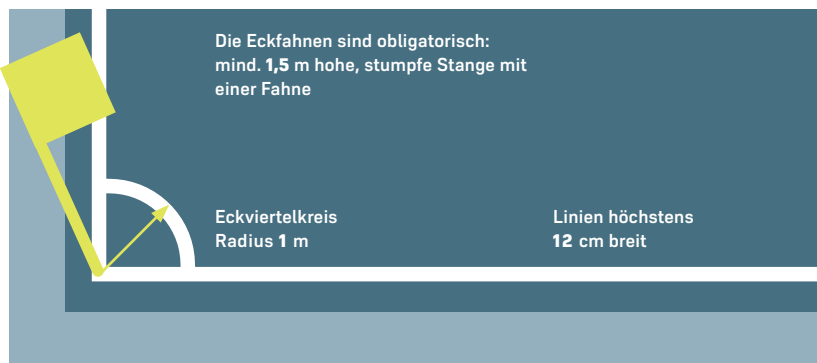 Die Eckfahnen sind obligatorisch:
mind. 1,5 m hohe, stumpfe Stange mit
einer Fahne
Eckviertelkreis
Radius 1 m
Linien höchstens
12 cm breit